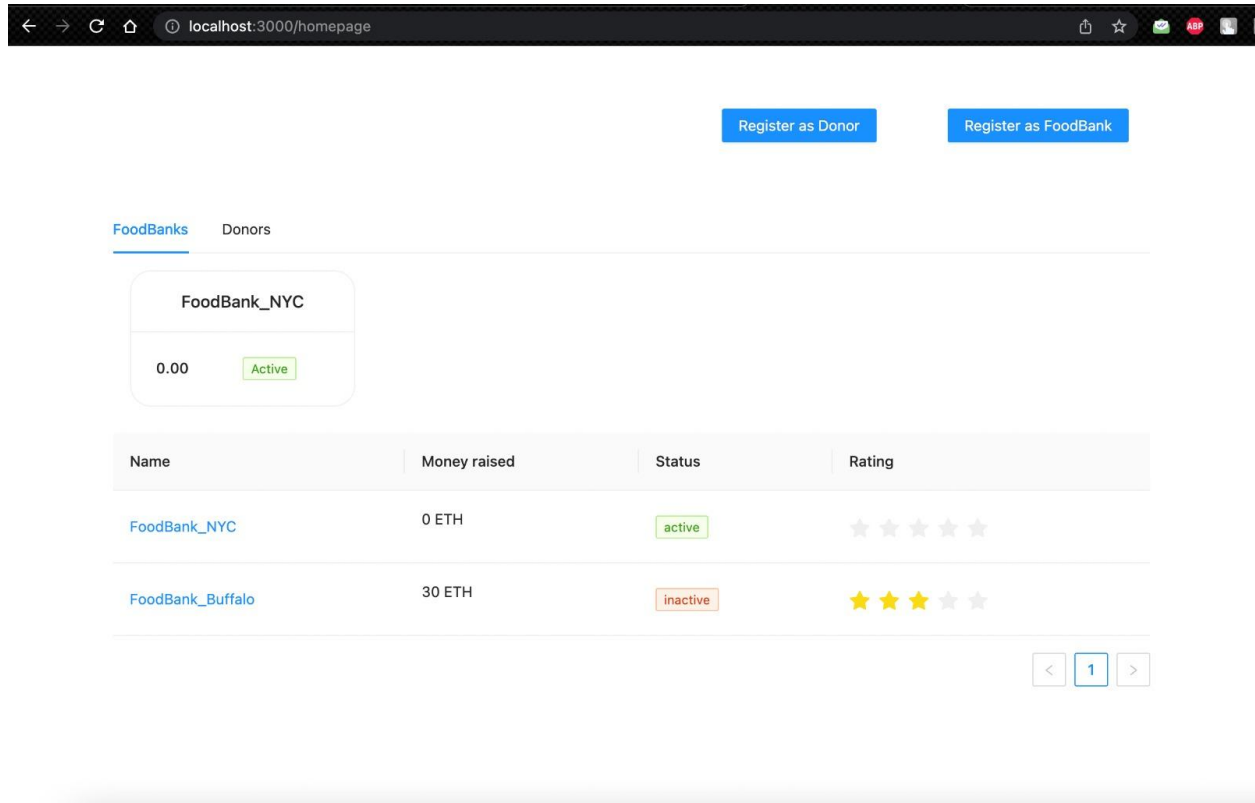 localhost:3000/homepage
ABP
Register as Donor Register as FoodBank
FoodBanks Donors
FoodBank_NYC
0.00 Active
Name Money raised Status Rating
FoodBank_NYC 0 ETH active
FoodBank_Buffalo 30 ETH inactive
< 1 >